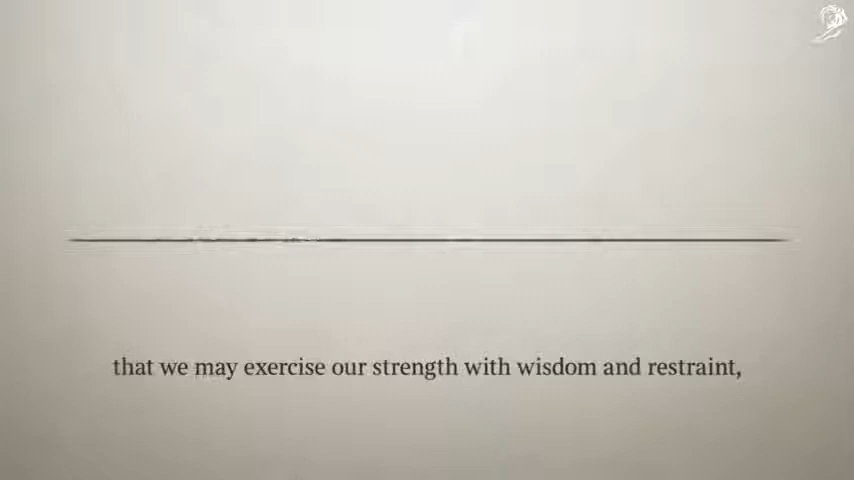 that we may exercise our strength with wisdom and restraint,